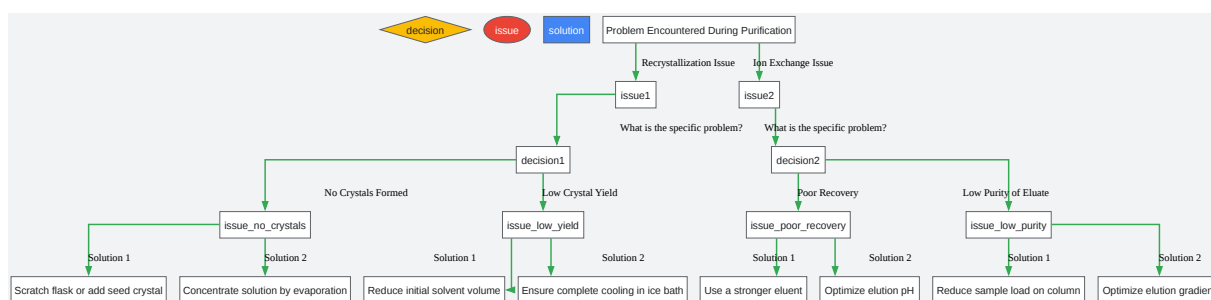 decision
issue
solution
Problem Encountered During Purification
Recrystallization Issue
Ion Exchange Issue
issue1
issue2
What is the specific problem?
What is the specific problem?
decision1
decision2
No Crystals Formed
Low Crystal Yield
Poor Recovery
Low Purity of Eluate
issue_no_crystals
issue_low_yield
issue_poor_recovery
issue_low_purity
Solution 1
Solution 2
Solution 1
Solution 2
Solution 1
Solution 2
Solution 1
Solution 2
Scratch flask or add seed crystal
Concentrate solution by evaporation
Reduce initial solvent volume
Ensure complete cooling in ice bath
Use a stronger eluent
Optimize elution pH
Reduce sample load on column
Optimize elution gradien